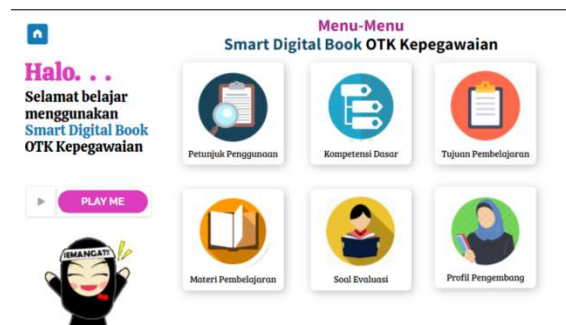 Menu-Menu
Smart Digital Book OTK Kepegawaian
Halo. . .
Selamat belajar
menggunakan
Smart Digital Book
OTK Kepegawaian
PLAY ME
SEMANGAT!!
Petunjuk Penggunaan
Kompetensi Dasar
Tujuan Pembelajaran
Materi Pembelajaran
Soal Evaluasi
Profil Pengembang